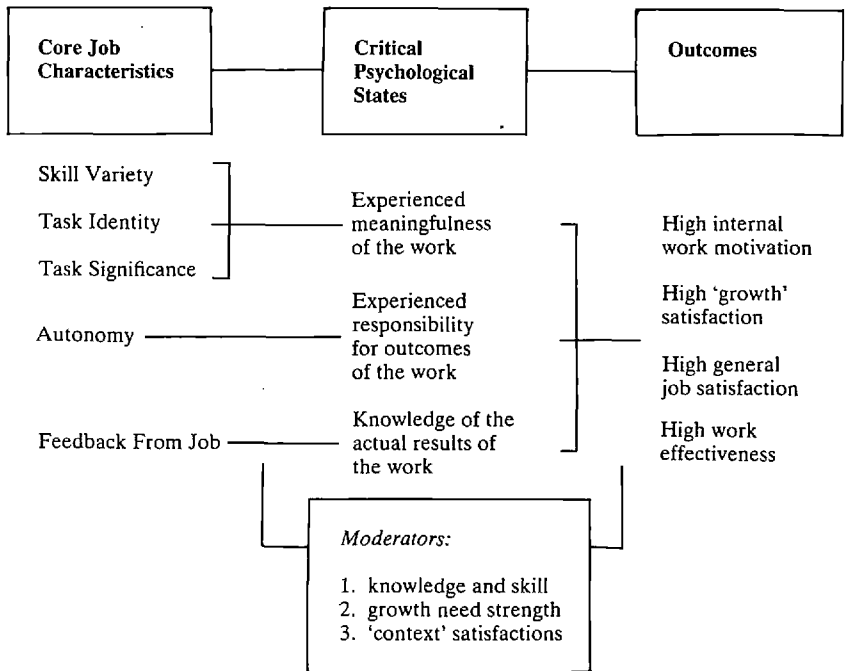 Core Job
Characteristics
Critical
Psychological
States
Outcomes
Skill Variety
Task Identity
Task Significance
Autonomy
Feedback From Job
Experienced
meaningfulness
of the work
Experienced
responsibility
for outcomes
of the work
Knowledge of the
actual results of
the work
High internal
work motivation
High ‘growth’
satisfaction
High general
job satisfaction
High work
effectiveness
Moderators:
1. knowledge and skill
2. growth need strength
3. ‘context’ satisfactions